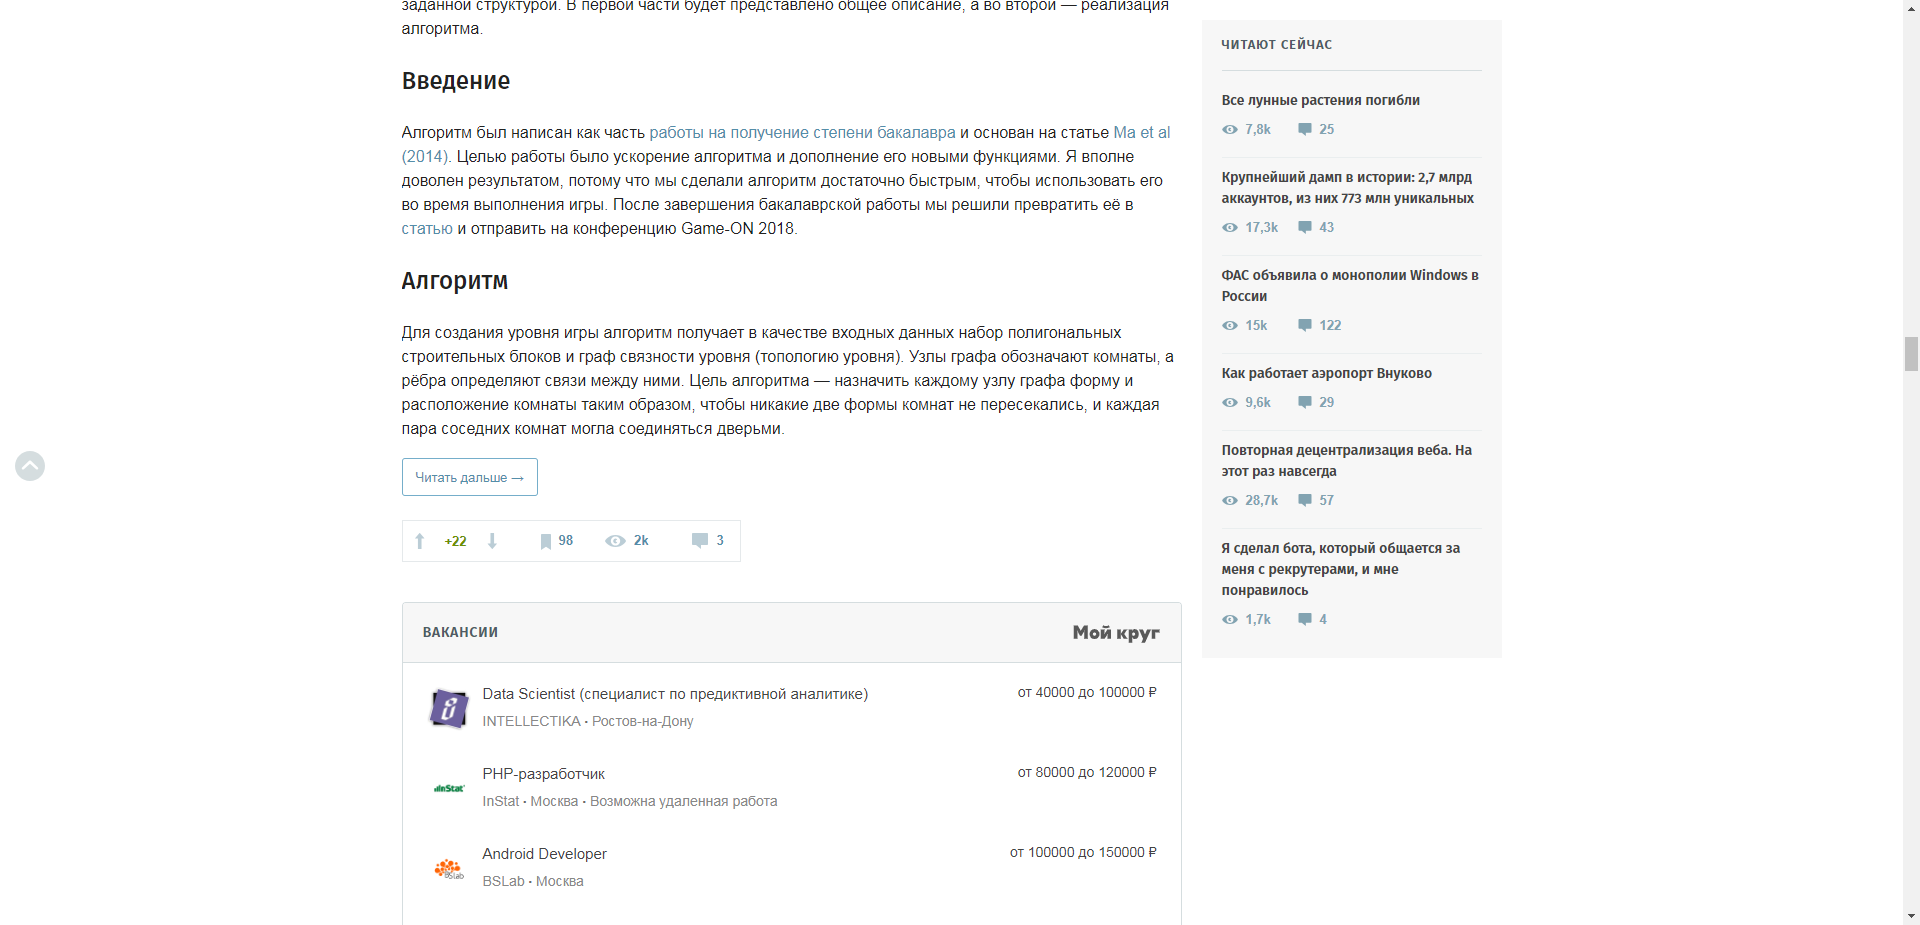 заданной структурой. В первой части будет представлено общее описание, а во второй — реализация
алгоритма.
Введение
Алгоритм был написан как часть работы на получение степени бакалавра и основан на статье Ma et al
(2014). Целью работы было ускорение алгоритма и дополнение его новыми функциями. Я вполне
доволен результатом, потому что мы сделали алгоритм достаточно быстрым, чтобы использовать его
во время выполнения игры. После завершения бакалаврской работы мы решили превратить её в
статью и отправить на конференцию Game-ON 2018.
Алгоритм
Для создания уровня игры алгоритм получает в качестве входных данных набор полигональных
строительных блоков и граф связности уровня (топологию уровня). Узлы графа обозначают комнаты, а
рёбра определяют связи между ними. Цель алгоритма — назначить каждому узлу графа форму и
расположение комнаты таким образом, чтобы никакие две формы комнат не пересекались, и каждая
пара соседних комнат могла соединяться дверьми.
Читать дальше →
+22 98 2k 3
ВАКАНСИИ Мой круг
Data Scientist (специалист по предиктивной аналитике) от 40000 до 100000 ₽
INTELLECTIKA • Ростов-на-Дону
PHP-разработчик от 80000 до 120000 ₽
InStat
InStat • Москва • Возможна удаленная работа
Android Developer от 100000 до 150000 ₽
BSLab
BSLab • Москва
ЧИТАЮТ СЕЙЧАС
Все лунные растения погибли
7,8k 25
Крупнейший дамп в истории: 2,7 млрд
аккаунтов, из них 773 млн уникальных
17,3k 43
ФАС объявила о монополии Windows в
России
15k 122
Как работает аэропорт Внуково
9,6k 29
Повторная децентрализация веба. На
этот раз навсегда
28,7k 57
Я сделал бота, который общается за
меня с рекрутерами, и мне
понравилось
1,7k 4